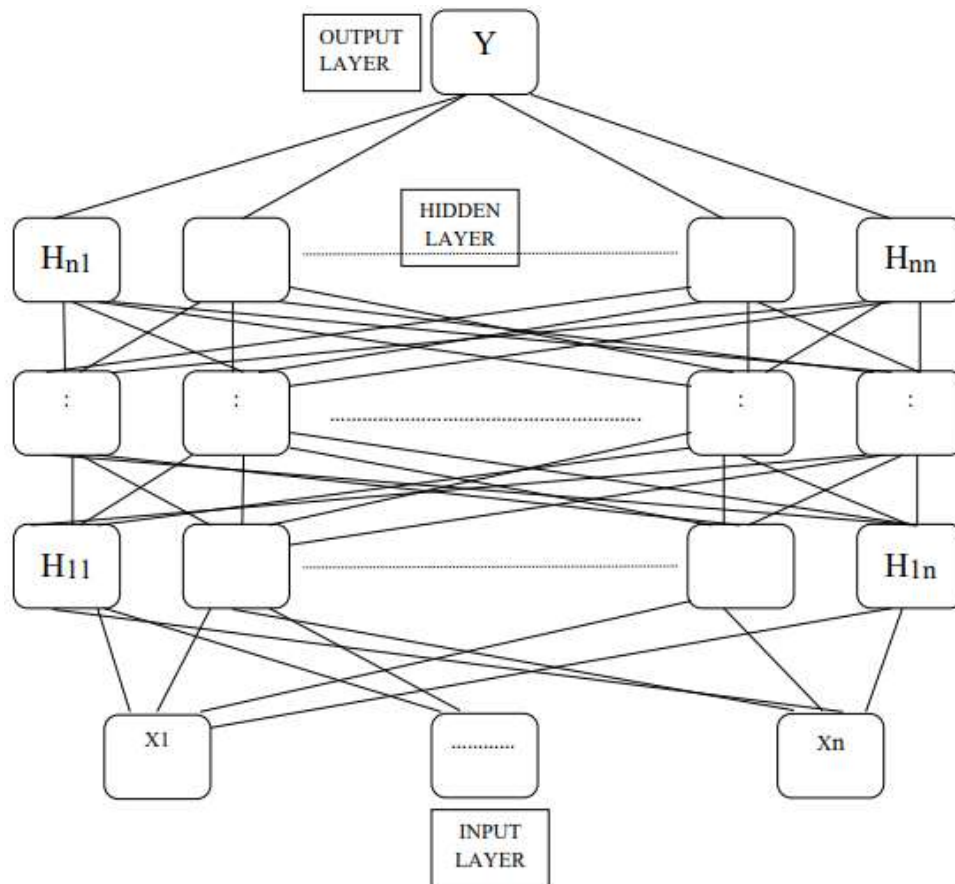 OUTPUT
LAYER
Y
HIDDEN
LAYER
Hn1
Hnn
:
:
:
:
H11
H1n
X1
............
Xn
INPUT
LAYER